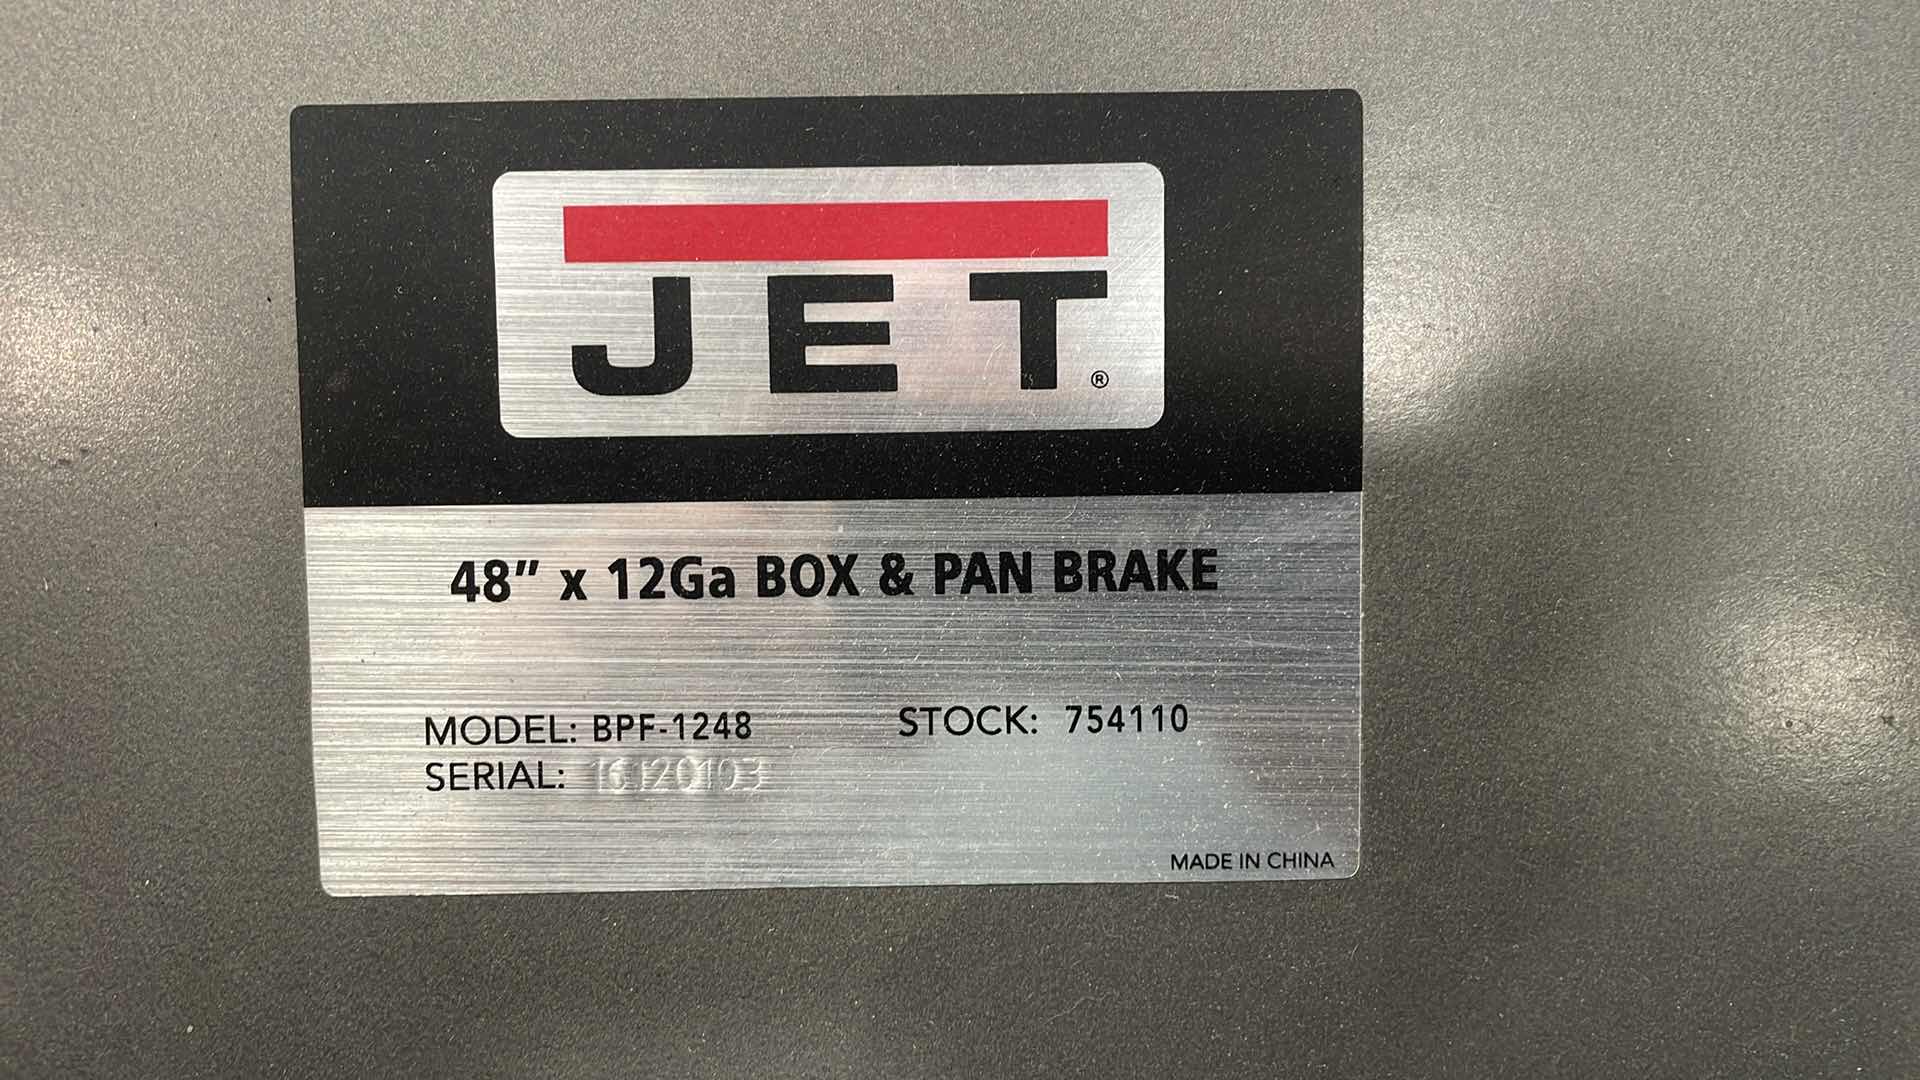 JET®
48” x 12Ga BOX & PAN BRAKE
MODEL: BPF-1248 STOCK: 754110
SERIAL:
MADE IN CHINA